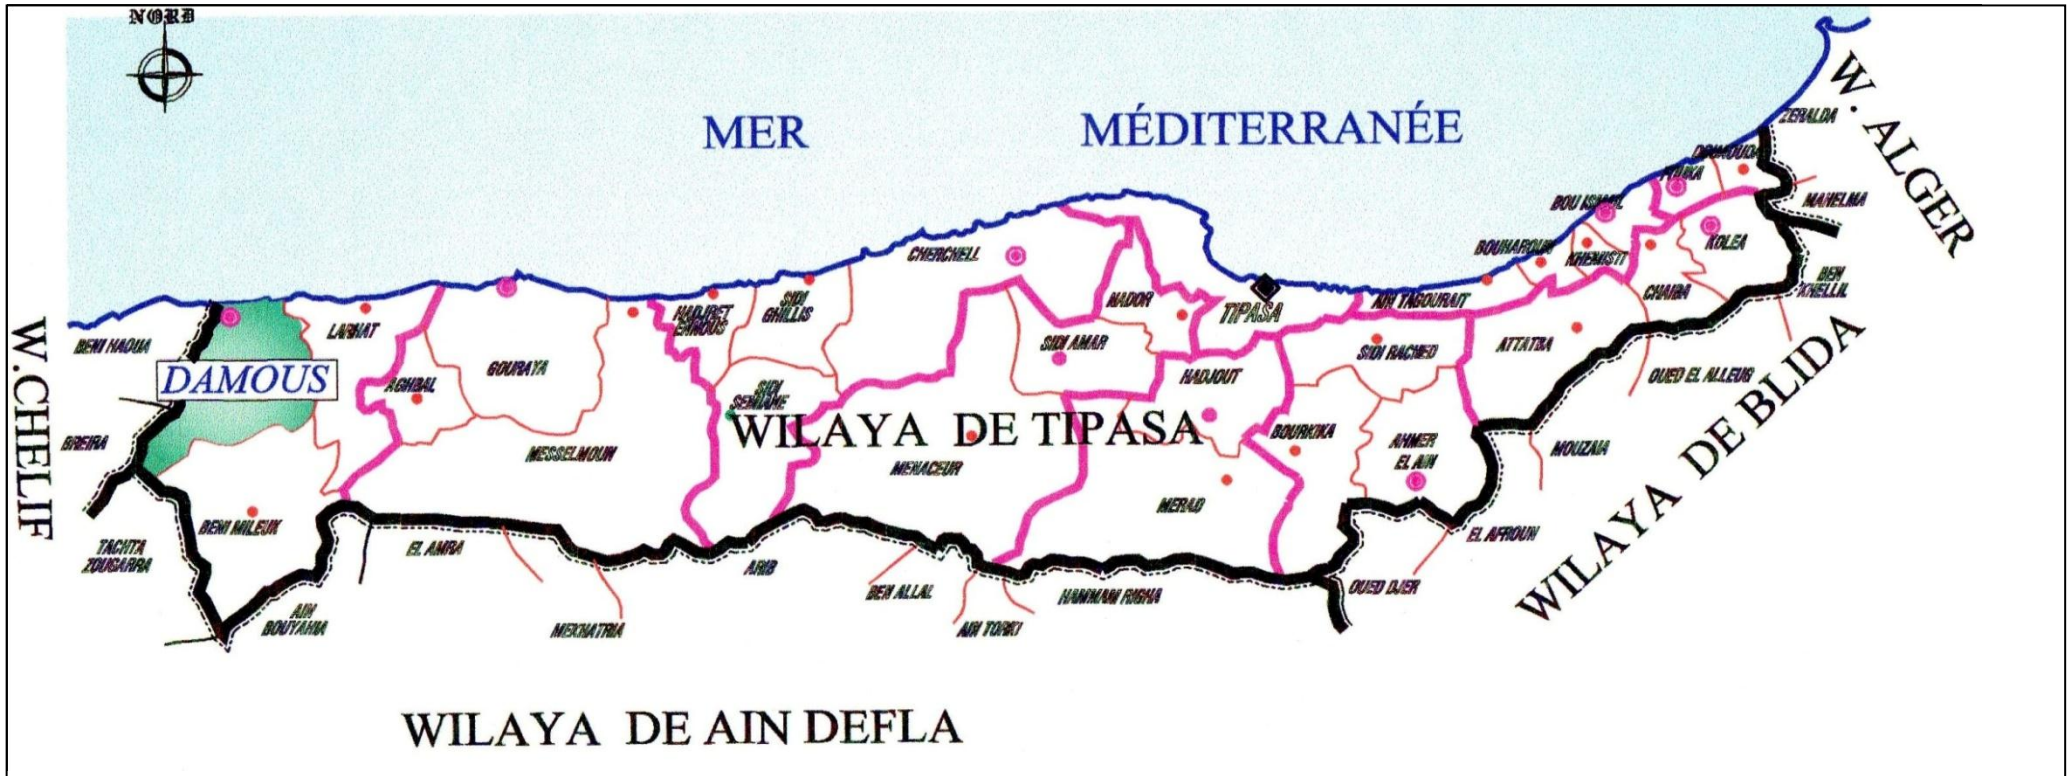 NORD
MER MÉDITERRANÉE
W. ALGER
ZERALDA
DOUAOUDA
FOUKA
MAHELMA
BOU ISMAIL
KOLEA
BOUHAROUN
KHEMISTI
CHAIBA
BEN
KHELLIL
CHERCHELL
NADOR
TIPASA
AIN TAGOURAIT
SIDI
GHILLIS
HADJRET
ENNOUS
LARHAT
BENI HAOUA
W.CHELIF
DAMOUS
AGHBAL
GOURAYA
SIDI AMAR
SIDI RACHED
ATTATBA
HADJOUT
OUED EL ALLEUG
SIDI
SEMIANE
WILAYA DE TIPASA
BREIRA
MESSELMOUN
MENACEUR
BOURKIKA
AHMER
EL AIN
MOUZAIA
WILAYA DE BLIDA
MERAD
BENI MILEUK
EL AFROUN
TACHTA
ZOUGARRA
EL AMRA
ARIB
BEN ALLAL
HAMMAM RIGHA
OUED DJER
AIN
BOUYAHIA
MEKHATRIA
AIN TORKI
WILAYA DE AIN DEFLA